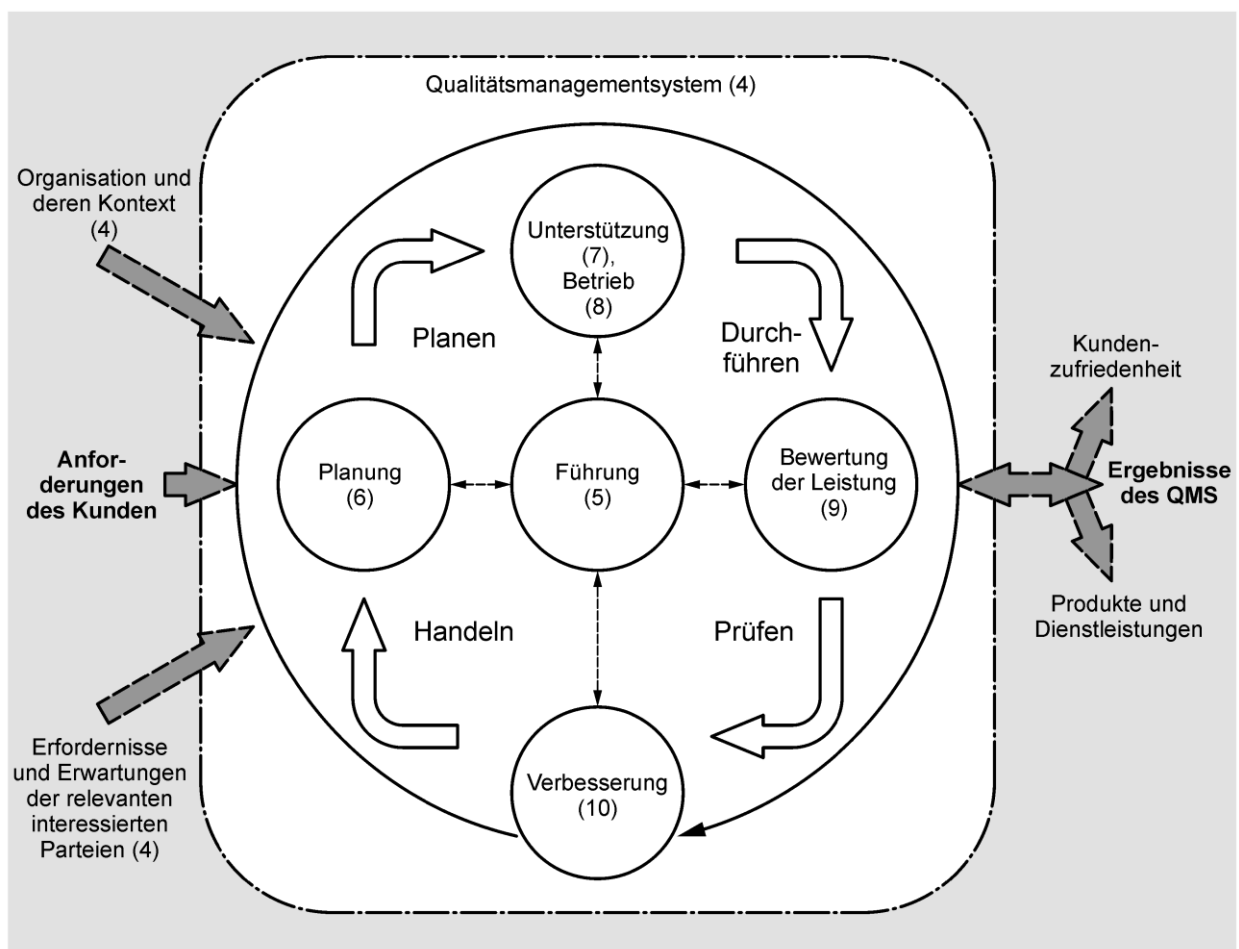 Qualitätsmanagementsystem (4)
Organisation und
deren Kontext
(4)
Unterstützung
(7),
Betrieb
(8)
Planen
Durch-
führen
Kunden-
zufriedenheit
Anfor-
derungen
des Kunden
Planung
(6)
Führung
(5)
Bewertung
der Leistung
(9)
Ergebnisse
des QMS
Handeln
Prüfen
Produkte und
Dienstleistungen
Erfordernisse
und Erwartungen
der relevanten
interessierten
Parteien (4)
Verbesserung
(10)